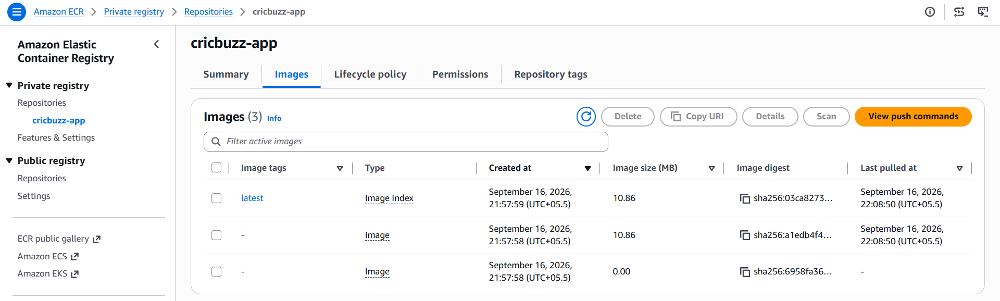 Amazon ECR > Private registry > Repositories > cricbuzz-app
Amazon Elastic
Container Registry
Private registry
Repositories
cricbuzz-app
Features & Settings
Public registry
Repositories
Settings
ECR public gallery
Amazon ECS
Amazon EKS
cricbuzz-app
Summary Images Lifecycle policy Permissions Repository tags
Images (3) Info Delete Copy URI Details Scan View push commands
Filter active images
Image tags Type Created at Image size (MB) Image digest Last pulled at
latest Image Index September 16, 2026, 21:57:59 (UTC+05.5) 10.86 sha256:03ca8273... September 16, 2026, 22:08:50 (UTC+05.5)
- Image September 16, 2026, 21:57:58 (UTC+05.5) 10.86 sha256:a1edb4f4... September 16, 2026, 22:08:50 (UTC+05.5)
- Image September 16, 2026, 21:57:58 (UTC+05.5) 0.00 sha256:6958fa36... -